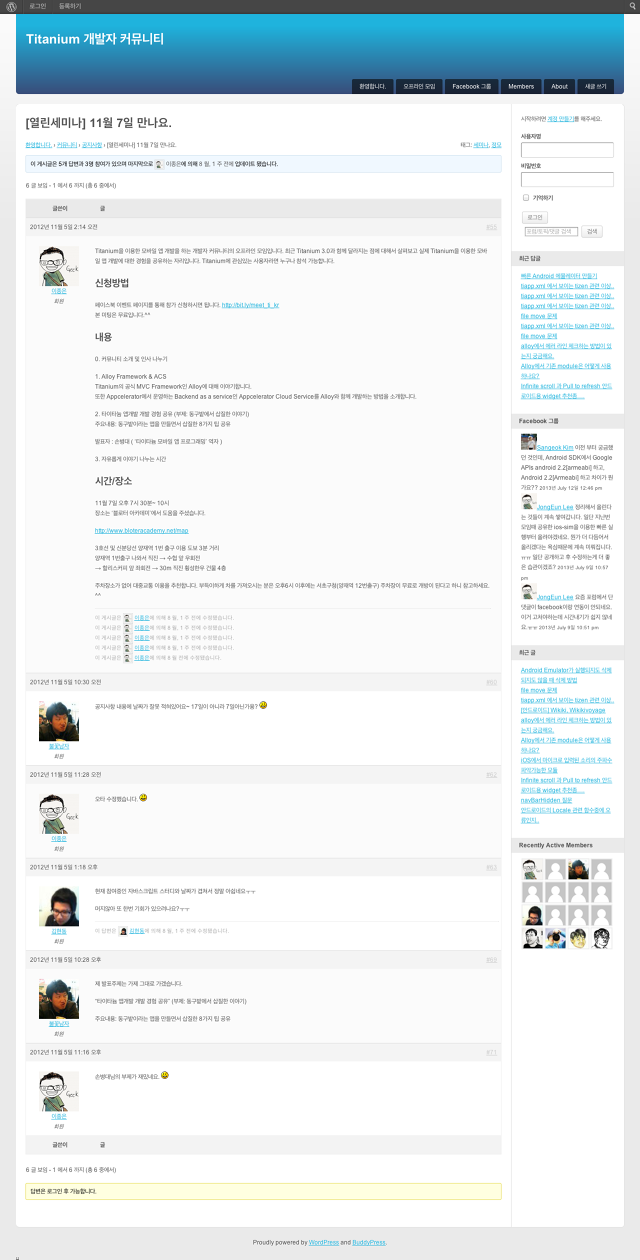 로그인 등록하기
Titanium 개발자 커뮤니티
환영합니다. 오프라인 모임 Facebook 그룹 Members About 새글 쓰기
[열린세미나] 11월 7일 만나요.
환영합니다. › 커뮤니티 › 공지사항 › [열린세미나] 11월 7일 만나요.
태그: 세미나, 정모
이 게시글은 5개 답변과 3명 참여가 있으며 마지막으로 이종은에 의해 8 월, 1 주 전에 업데이트 됐습니다.
6 글 보임 - 1 에서 6 까지 (총 6 중에서)
글쓴이 글
2012년 11월 5일 2:14 오전
이종은
회원
Titanium을 이용한 모바일 앱 개발을 하는 개발자 커뮤니티의 오프라인 모임입니다. 최근 Titanium 3.0과 함께 달라지는 점에 대해서 살펴보고 실제 Titanium을 이용한 모바
일 앱 개발에 대한 경험을 공유하는 자리입니다. Titanium에 관심있는 사용자라면 누구나 참석 가능합니다.
신청방법
페이스북 이벤트 페이지를 통해 참가 신청하시면 됩니다. http://bit.ly/meet_ti_kr
본 미팅은 무료입니다.^^
내용
0. 커뮤니티 소개 및 인사 나누기
1. Alloy Framework & ACS
Titanium의 공식 MVC Framework인 Alloy에 대해 이야기합니다.
또한 Appcelerator에서 운영하는 Backend as a service인 Appcelerator Cloud Service를 Alloy와 함께 개발하는 방법을 소개합니다.
2. 타이타늄 앱개발 개발 경험 공유 (부제: 동구밭에서 삽질한 이야기)
주요내용: 동구밭이라는 앱을 만들면서 삽질한 8가지 팁 공유
발표자 : 손병대 ( '타이타늄 모바일 앱 프로그래밍' 역자 )
3. 자유롭게 이야기 나누는 시간
시간/장소
11월 7일 오후 7시 30분~ 10시
장소는 '블로터 아카데미'에서 도움을 주셨습니다.
http://www.bloteracademy.net/map
3호선 및 신분당선 양재역 1번 출구 이용 도보 3분 거리
양재역 1번출구 나와서 직진 → 수협 앞 우회전
→ 할리스커피 앞 좌회전 → 30m 직진 횡성한우 건물 4층
주차장소가 없어 대중교통 이용을 추천합니다. 부득이하게 차를 가져오시는 분은 오후6시 이후에는 서초구청(양재역 12번출구) 주차장이 무료로 개방이 된다고 하니 참고하세요.
^^
이 게시글은 이종은에 의해 8 월, 1 주 전에 수정됐습니다.
이 게시글은 이종은에 의해 8 월, 1 주 전에 수정됐습니다.
이 게시글은 이종은에 의해 8 월, 1 주 전에 수정됐습니다.
이 게시글은 이종은에 의해 8 월, 1 주 전에 수정됐습니다.
이 게시글은 이종은에 의해 8 월 전에 수정됐습니다.
2012년 11월 5일 10:30 오전
불꽃남자
회원
공지사항 내용에 날짜가 잘못 적혀있어요~ 17일이 아니라 7일아닌가욤?
2012년 11월 5일 11:28 오전
이종은
회원
오타 수정했습니다.
2012년 11월 5일 1:18 오후
김현동
회원
현재 참여중인 자바스크립트 스터디와 날짜가 겹쳐서 정말 아쉽네요ㅜㅜ
머지않아 또 한번 기회가 있으려나요?ㅜㅜ
이 답변은 김현동에 의해 8 월, 1 주 전에 수정됐습니다.
2012년 11월 5일 10:28 오후
불꽃남자
회원
제 발표주제는 가제 그대로 가겠습니다.
"타이타늄 앱개발 개발 경험 공유" (부제: 동구밭에서 삽질한 이야기)
주요내용: 동구밭이라는 앱을 만들면서 삽질한 8가지 팁 공유
2012년 11월 5일 11:16 오후
이종은
회원
손병대님의 부제가 재밌네요.
글쓴이 글
6 글 보임 - 1 에서 6 까지 (총 6 중에서)
답변은 로그인 후 가능합니다.
시작하려면 계정 만들기를 해주세요.
사용자명
비밀번호
기억하기
로그인
포럼/토픽/댓글 검색 검색
최근 답글
빠른 Android 에뮬레이터 만들기
tiapp.xml 에서 보이는 tizen 관련 이상..
tiapp.xml 에서 보이는 tizen 관련 이상..
file move 문제
tiapp.xml 에서 보이는 tizen 관련 이상..
file move 문제
alloy에서 에러 라인 체크하는 방법이 있
는지 궁금해요.
Alloy에서 기존 module은 어떻게 사용
하나요?
Infinite scroll 과 Pull to refresh 안드
로이드용 widget 추천좀.....
Facebook 그룹
Sangeok Kim 이전 부터 궁금했
던 것인데, Android SDK에서 Google
APIs android 2.2[armeabi] 하고,
Android 2.2[Armeabi] 하고 차이가 뭔
가요?? 2013년 July 12일 12:46 pm
JongEun Lee 정리해서 올린다
는 것들이 계속 쌓여갑니다. 일단 지난번
모임에 공유한 ios-sim을 이용한 빠른 실
행부터 올려야겠네요. 뭔가 더 다듬어서
올리겠다는 욕심때문에 계속 미뤄집니다.
ㅠㅠ 일단 공개하고 후 수정하는게 더 좋
은 습관이겠죠? 2013년 July 9일 10:57
pm
JongEun Lee 요즘 포럼에서 단
댓글이 facebook이랑 연동이 안되네요.
이거 고쳐야하는데 시간내기가 쉽지 않네
요.ㅠㅠ 2013년 July 9일 10:51 pm
최근 글
Android Emulator가 실행되지도 삭제
되지도 않을 때 삭제 방법
file move 문제
tiapp.xml 에서 보이는 tizen 관련 이상..
[안드로이드] Wikiki, Wikivoyage
alloy에서 에러 라인 체크하는 방법이 있
는지 궁금해요.
Alloy에서 기존 module은 어떻게 사용
하나요?
iOS에서 마이크로 입력된 소리의 주파수
파악가능한 모듈
Infinite scroll 과 Pull to refresh 안드
로이드용 widget 추천좀.....
navBarHidden 질문
안드로이드의 Locale 관련 함수중에 오
류인지..
Recently Active Members
Proudly powered by WordPress and BuddyPress.